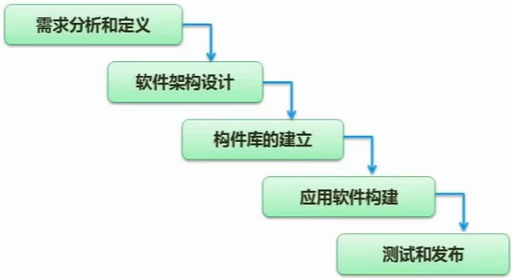 需求分析和定义
软件架构设计
构件库的建立
应用软件构建
测试和发布